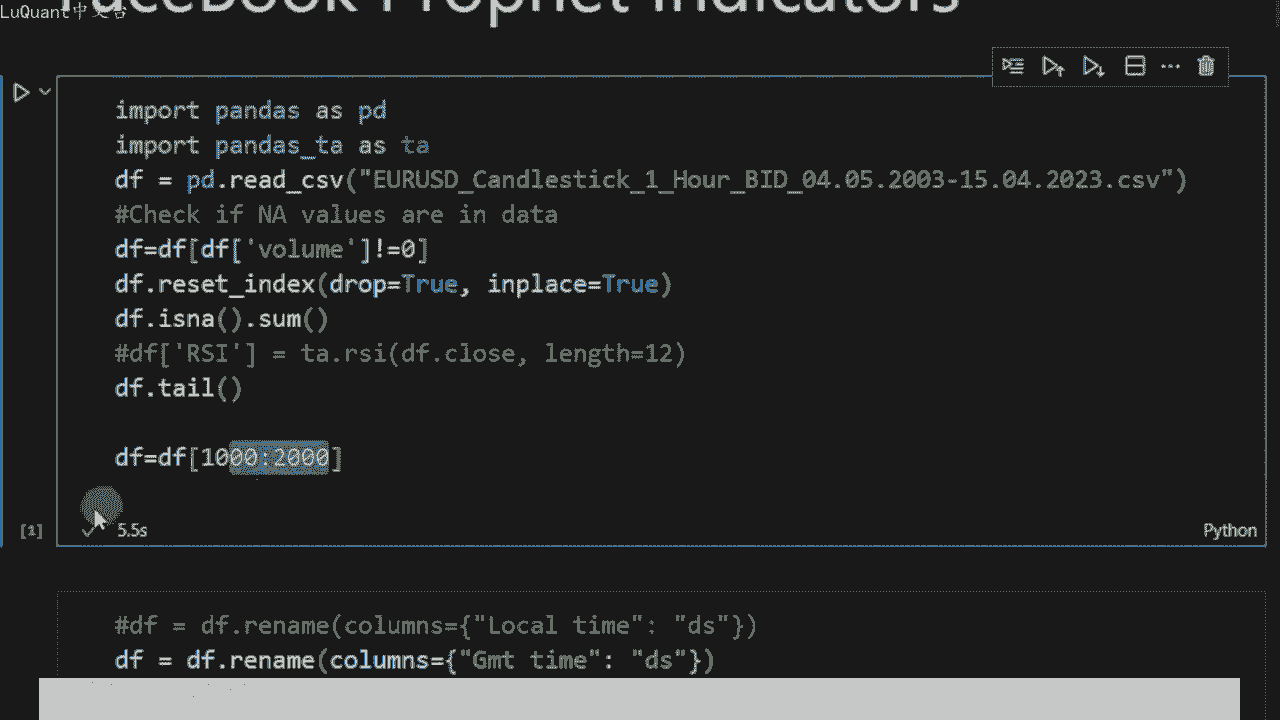 FaceBook Prophet Indicators
LuQuant中文台
import pandas as pd
import pandas_ta as ta
df = pd.read_csv("EURUSD_Candlestick_1_Hour_BID_04.05.2003-15.04.2023.csv")
#Check if NA values are in data
df=df[df['volume']!=0]
df.reset_index(drop=True, inplace=True)
df.isna().sum()
#df['RSI'] = ta.rsi(df.close, length=12)
df.tail()
df=df[1000:2000]
[1]
5.5s
Python
#df = df.rename(columns={"Local time": "ds"})
df = df.rename(columns={"Gmt time": "ds"})